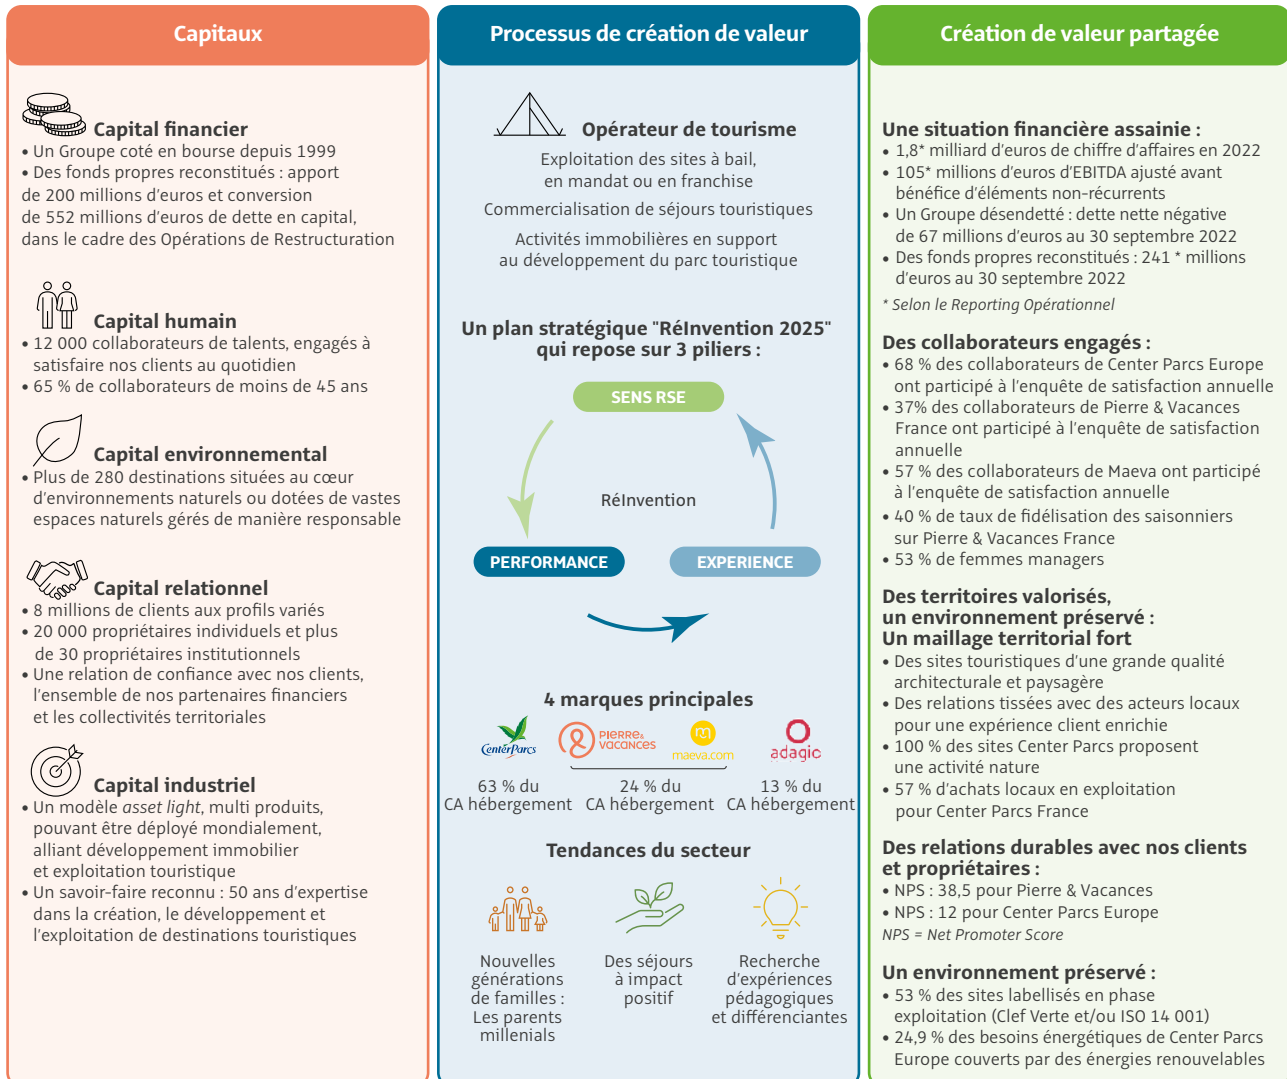 Capitaux
Capital financier
• Un Groupe coté en bourse depuis 1999
• Des fonds propres reconstitués : apport
de 200 millions d'euros et conversion
de 552 millions d'euros de dette en capital,
dans le cadre des Opérations de Restructuration
Capital humain
• 12 000 collaborateurs de talents, engagés à
satisfaire nos clients au quotidien
• 65 % de collaborateurs de moins de 45 ans
Capital environnemental
• Plus de 280 destinations situées au cœur
d'environnements naturels ou dotées de vastes
espaces naturels gérés de manière responsable
Capital relationnel
• 8 millions de clients aux profils variés
• 20 000 propriétaires individuels et plus
de 30 propriétaires institutionnels
• Une relation de confiance avec nos clients,
l'ensemble de nos partenaires financiers
et les collectivités territoriales
Capital industriel
• Un modèle asset light, multi produits,
pouvant être déployé mondialement,
alliant développement immobilier
et exploitation touristique
• Un savoir-faire reconnu : 50 ans d'expertise
dans la création, le développement et
l'exploitation de destinations touristiques
Processus de création de valeur
Opérateur de tourisme
Exploitation des sites à bail,
en mandat ou en franchise
Commercialisation de séjours touristiques
Activités immobilières en support
au développement du parc touristique
Un plan stratégique "RéInvention 2025"
qui repose sur 3 piliers :
SENS RSE
RéInvention
PERFORMANCE
EXPERIENCE
4 marques principales
CenterParcs
PIERRE &
VACANCES
maeva.com
adagio
63 % du
CA hébergement
24 % du
CA hébergement
13 % du
CA hébergement
Tendances du secteur
Nouvelles
générations
de familles :
Les parents
millenials
Des séjours
à impact
positif
Recherche
d'expériences
pédagogiques
et différenciantes
Création de valeur partagée
Une situation financière assainie :
• 1,8* milliard d'euros de chiffre d'affaires en 2022
• 105* millions d'euros d'EBITDA ajusté avant
bénéfice d'éléments non-récurrents
• Un Groupe désendetté : dette nette négative
de 67 millions d'euros au 30 septembre 2022
• Des fonds propres reconstitués : 241 * millions
d'euros au 30 septembre 2022
* Selon le Reporting Opérationnel
Des collaborateurs engagés :
• 68 % des collaborateurs de Center Parcs Europe
ont participé à l'enquête de satisfaction annuelle
• 37% des collaborateurs de Pierre & Vacances
France ont participé à l'enquête de satisfaction
annuelle
• 57 % des collaborateurs de Maeva ont participé
à l'enquête de satisfaction annuelle
• 40 % de taux de fidélisation des saisonniers
sur Pierre & Vacances France
• 53 % de femmes managers
Des territoires valorisés,
un environnement préservé :
Un maillage territorial fort
• Des sites touristiques d'une grande qualité
architecturale et paysagère
• Des relations tissées avec des acteurs locaux
pour une expérience client enrichie
• 100 % des sites Center Parcs proposent
une activité nature
• 57 % d'achats locaux en exploitation
pour Center Parcs France
Des relations durables avec nos clients
et propriétaires :
• NPS : 38,5 pour Pierre & Vacances
• NPS : 12 pour Center Parcs Europe
NPS = Net Promoter Score
Un environnement préservé :
• 53 % des sites labellisés en phase
exploitation (Clef Verte et/ou ISO 14 001)
• 24,9 % des besoins énergétiques de Center Parcs
Europe couverts par des énergies renouvelables